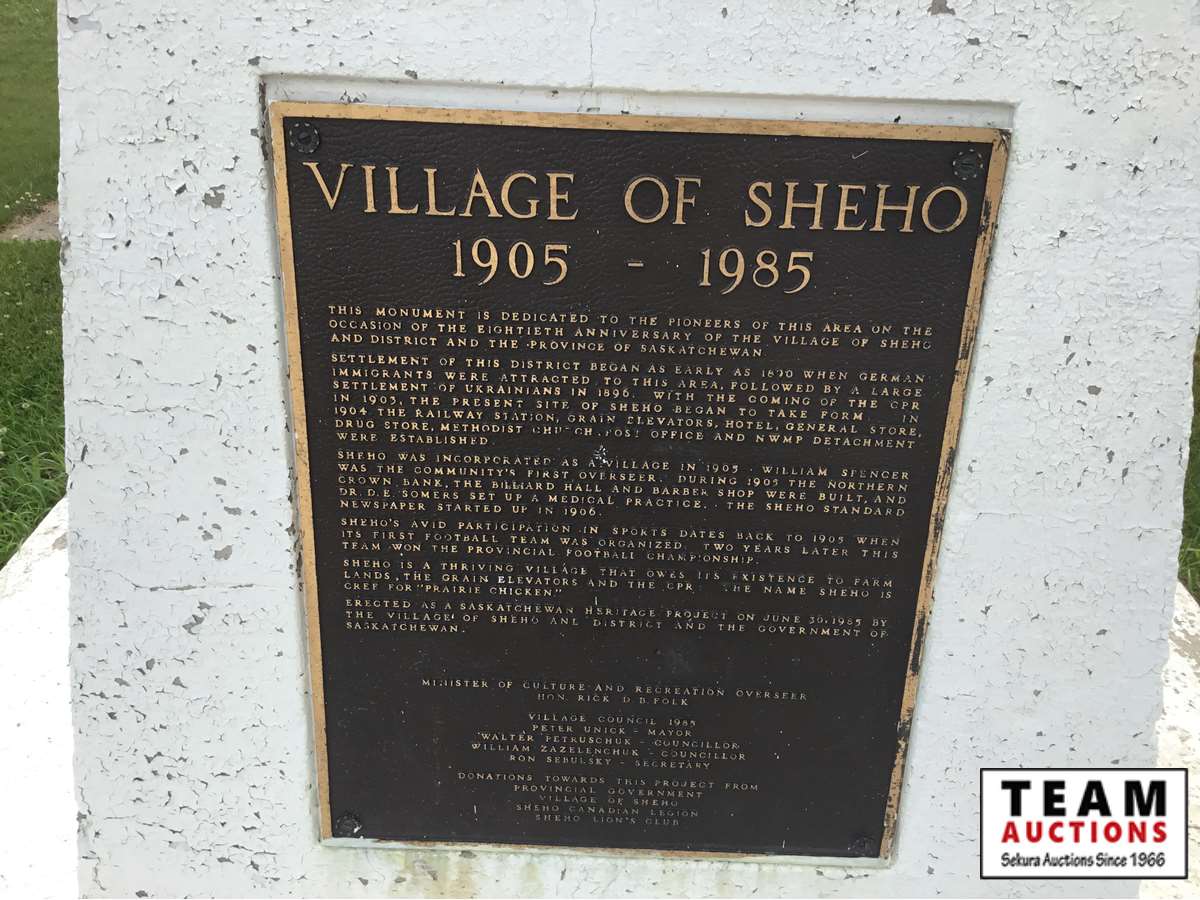 VILLAGE OF SHEHO
1905 - 1985
THIS MONUMENT IS DEDICATED TO THE PIONEERS OF THIS AREA ON THE
OCCASION OF THE EIGHTIETH ANNIVERSARY OF THE VILLAGE OF SHEHO
AND DISTRICT AND THE PROVINCE OF SASKATCHEWAN
SETTLEMENT OF THIS DISTRICT BEGAN AS EARLY AS 1890 WHEN GERMAN
IMMIGRANTS WERE ATTRACTED TO THIS AREA, FOLLOWED BY A LARGE
SETTLEMENT OF UKRAINIANS IN 1896. WITH THE COMING OF THE CPR
IN 1903, THE PRESENT SITE OF SHEHO BEGAN TO TAKE FORM. IN
1904 THE RAILWAY STATION, GRAIN ELEVATORS, HOTEL, GENERAL STORE,
DRUG STORE, METHODIST CHURCH, POST OFFICE AND NWMP DETACHMENT
WERE ESTABLISHED.
SHEHO WAS INCORPORATED AS A VILLAGE IN 1905. WILLIAM SPENCER
WAS THE COMMUNITY'S FIRST OVERSEER. DURING 1905 THE NORTHERN
CROWN BANK, THE BILLIARD HALL AND BARBER SHOP WERE BUILT, AND
DR. D.E. SOMERS SET UP A MEDICAL PRACTICE. THE SHEHO STANDARD
NEWSPAPER STARTED UP IN 1906.
SHEHO'S AVID PARTICIPATION IN SPORTS DATES BACK TO 1905 WHEN
ITS FIRST FOOTBALL TEAM WAS ORGANIZED. TWO YEARS LATER THIS
TEAM WON THE PROVINCIAL FOOTBALL CHAMPIONSHIP.
SHEHO IS A THRIVING VILLAGE THAT OWES ITS EXISTENCE TO FARM
LANDS, THE GRAIN ELEVATORS AND THE CPR. THE NAME SHEHO IS
CREE FOR "PRAIRIE CHICKEN"
ERECTED AS A SASKATCHEWAN HERITAGE PROJECT ON JUNE 30, 1985 BY
THE VILLAGE OF SHEHO AND DISTRICT AND THE GOVERNMENT OF
SASKATCHEWAN.
MINISTER OF CULTURE AND RECREATION OVERSEER
HON. RICK D.B. FOLK
VILLAGE COUNCIL 1985
PETER UNICK - MAYOR
WALTER PETRUSCHUK - COUNCILLOR
WILLIAM ZAZELENCHUK - COUNCILLOR
RON SEBULSKY - SECRETARY
DONATIONS TOWARDS THIS PROJECT FROM
PROVINCIAL GOVERNMENT
VILLAGE OF SHEHO
SHEHO CANADIAN LEGION
SHEHO LION'S CLUB
TEAM
AUCTIONS
Sekura Auctions Since 1966